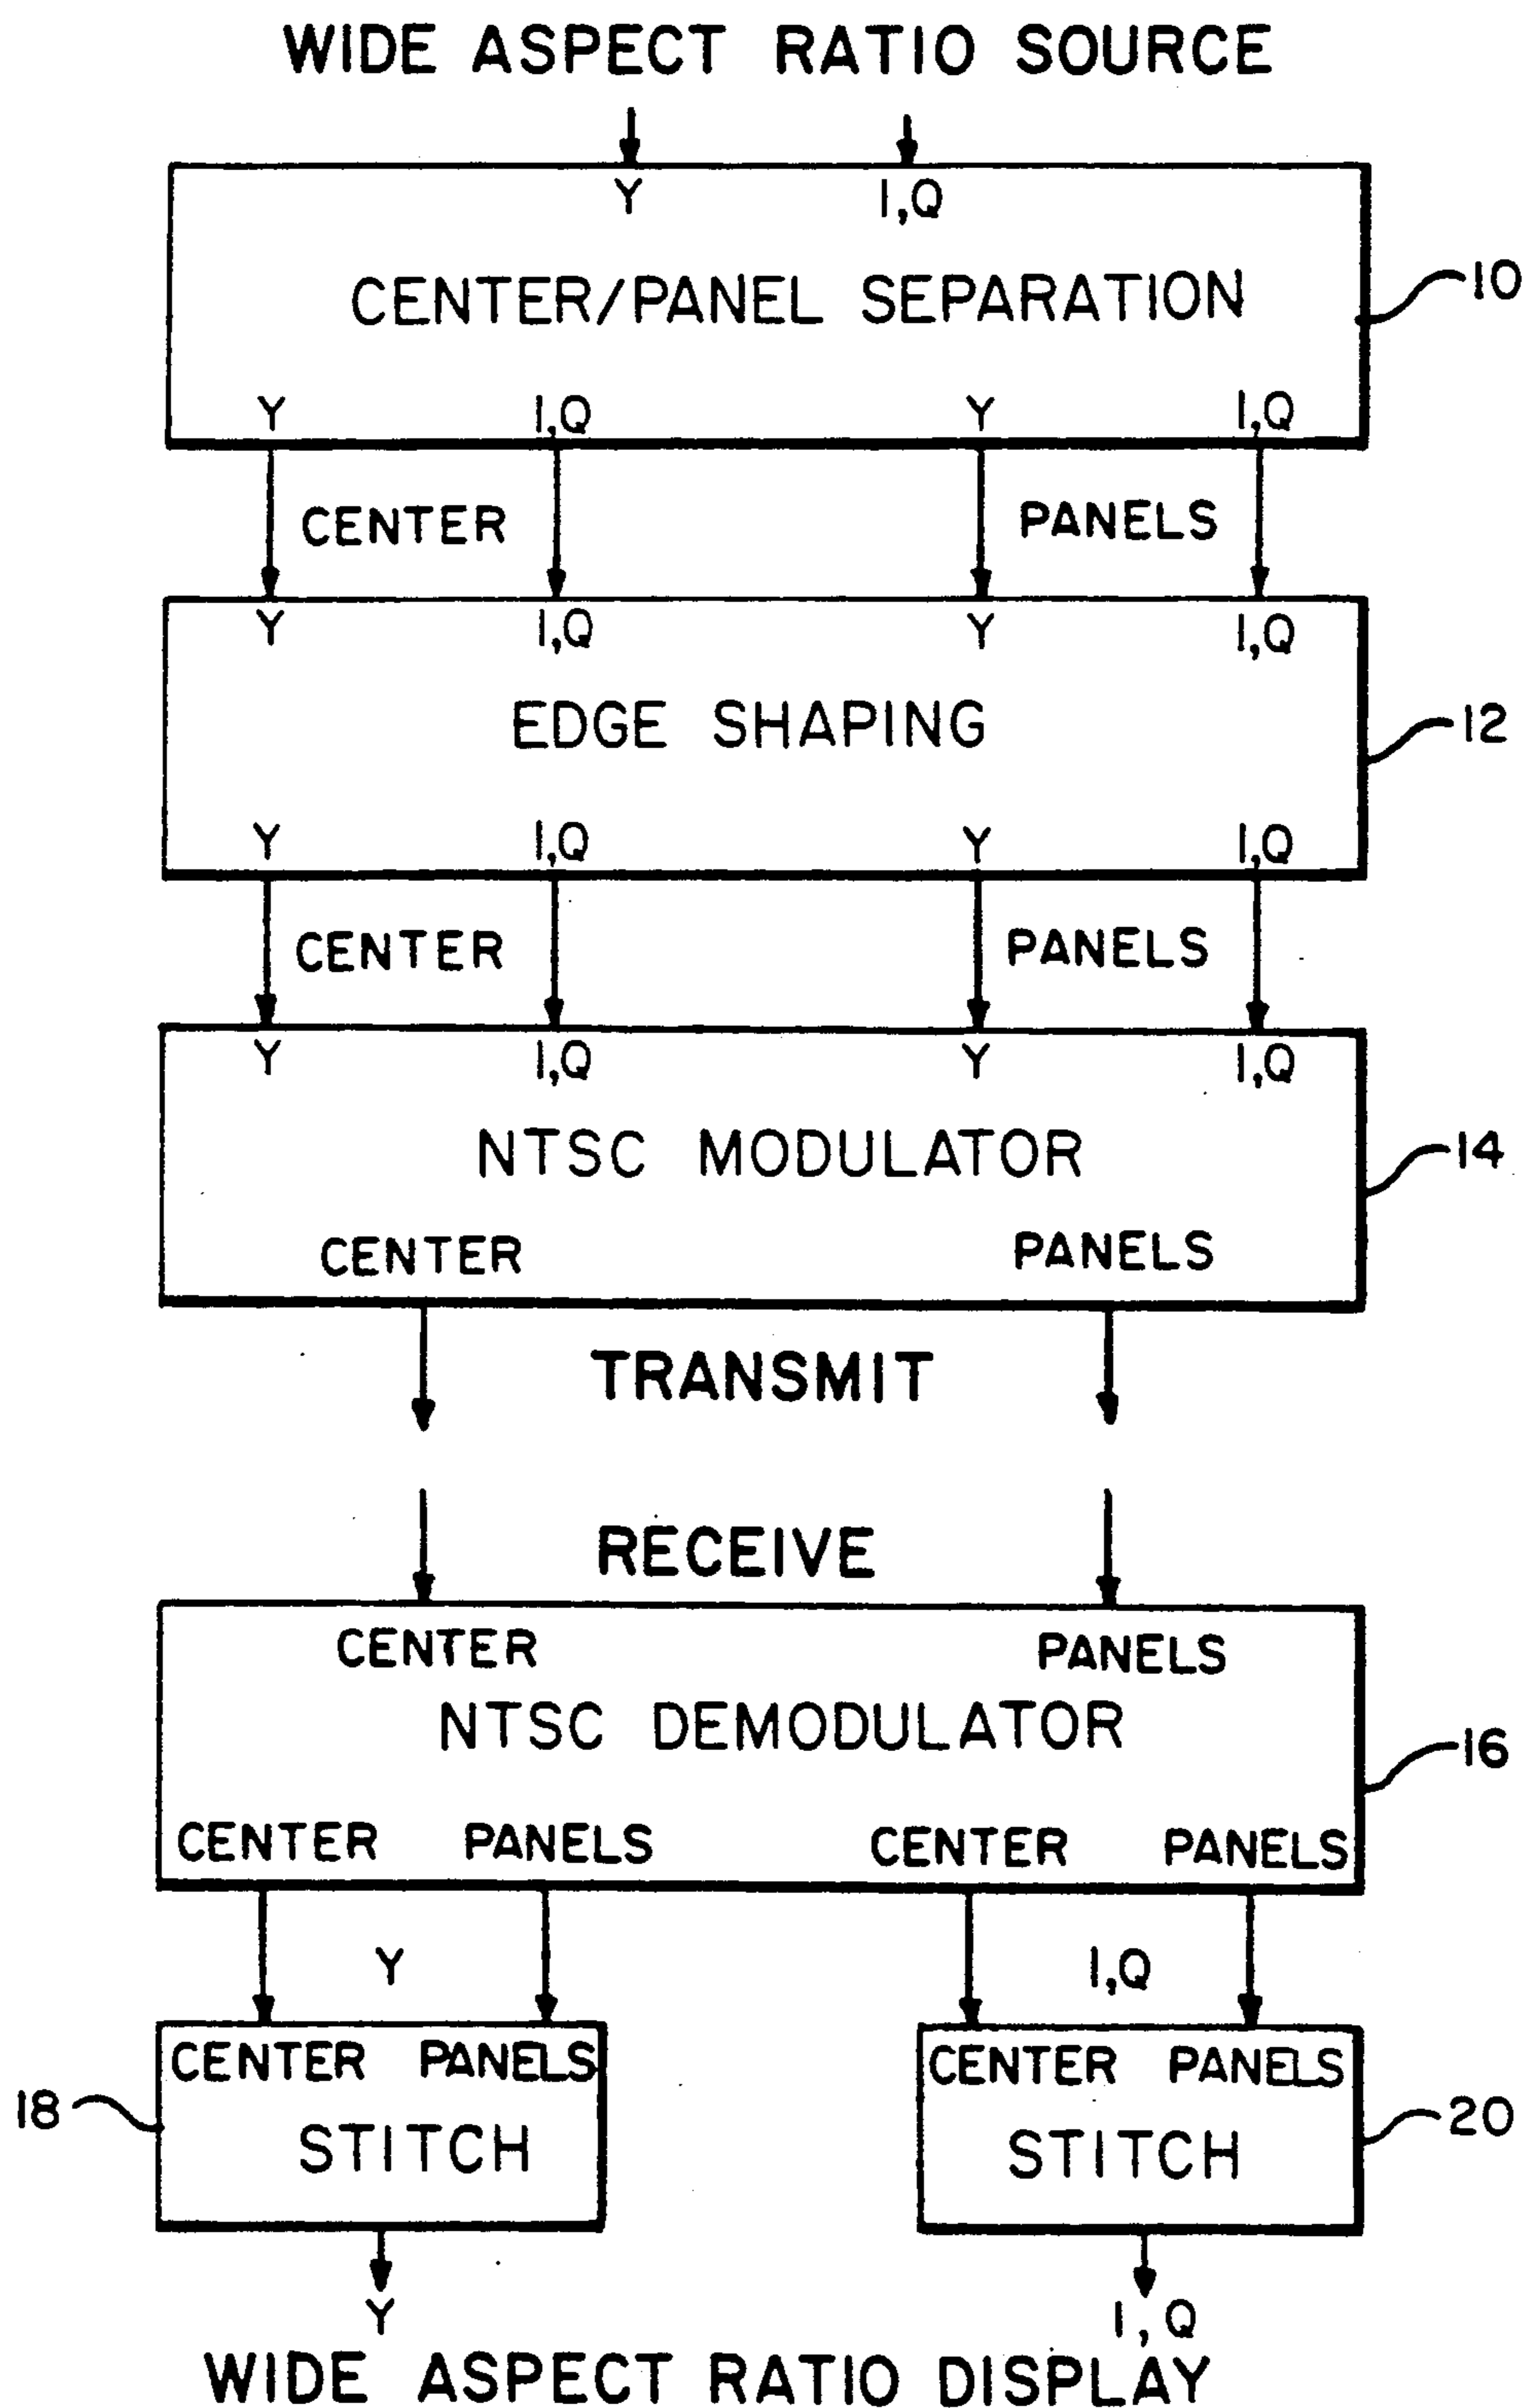 WIDE ASPECT RATIO SOURCE
Y I,Q
CENTER/PANEL SEPARATION
10
Y I,Q Y I,Q
CENTER PANELS
Y I,Q Y I,Q
EDGE SHAPING
12
Y I,Q Y I,Q
CENTER PANELS
Y I,Q Y I,Q
NTSC MODULATOR
14
CENTER PANELS
TRANSMIT
RECEIVE
CENTER PANELS
NTSC DEMODULATOR
16
CENTER PANELS CENTER PANELS
Y I,Q
CENTER PANELS CENTER PANELS
18 STITCH STITCH 20
Y I,Q
WIDE ASPECT RATIO DISPLAY